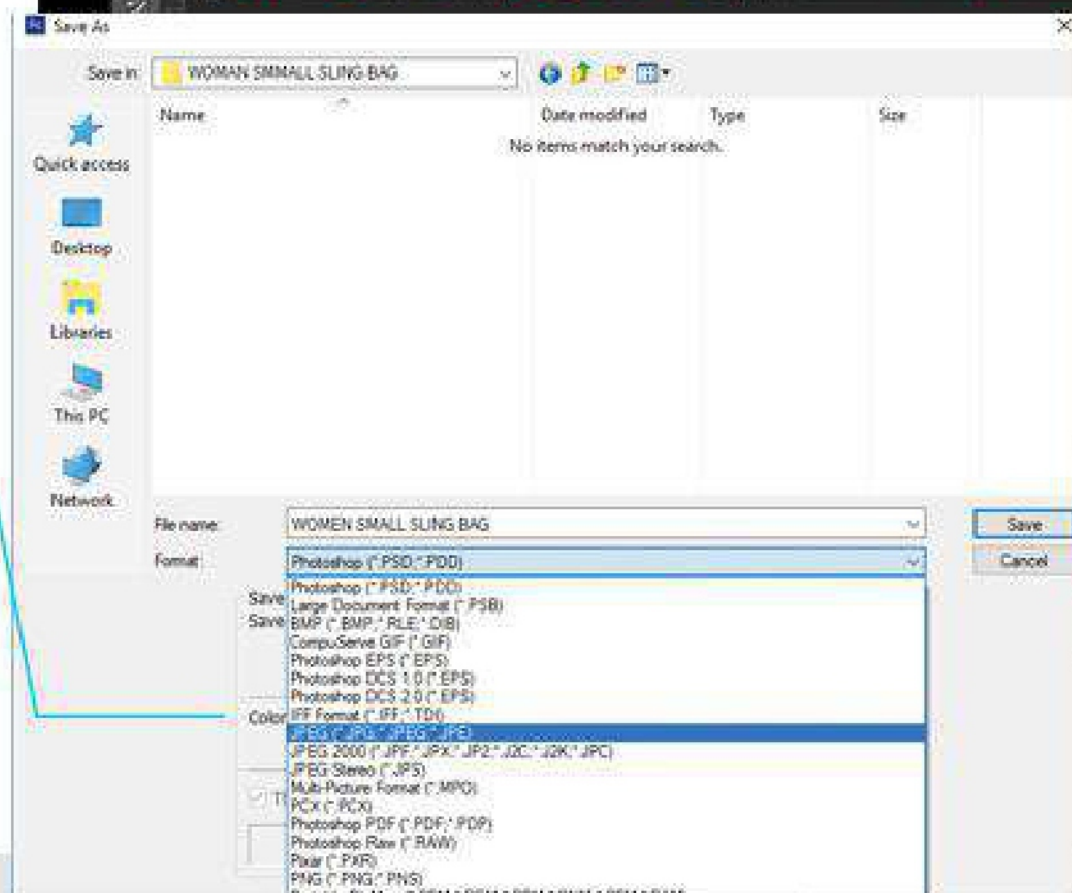 Save As
Save in: WOMAN SMMALL SLING BAG
Name Date modified Type Size
No items match your search.
Quick access
Desktop
Libraries
This PC
Network
File name: WOMEN SMALL SLING BAG Save
Format: Photoshop (*.PSD;*.PDD) Cancel
Photoshop (*.PSD;*.PDD)
Save Large Document Format (*.PSB)
Save BMP (*.BMP;*.RLE;*.DIB)
CompuServe GIF (*.GIF)
Photoshop EPS (*.EPS)
Photoshop DCS 1.0 (*.EPS)
Photoshop DCS 2.0 (*.EPS)
Color IFF Format (*.IFF;*.TDI)
JPEG (*.JPG;*.JPEG;*.JPE)
JPEG 2000 (*.JPF;*.JPX;*.JP2;*.J2C;*.J2K;*.JPC)
JPEG Stereo (*.JPS)
Multi-Picture Format (*.MPO)
PCX (*.PCX)
Photoshop PDF (*.PDF;*.PDP)
Photoshop Raw (*.RAW)
Pixar (*.PXR)
PNG (*.PNG;*.PNS)